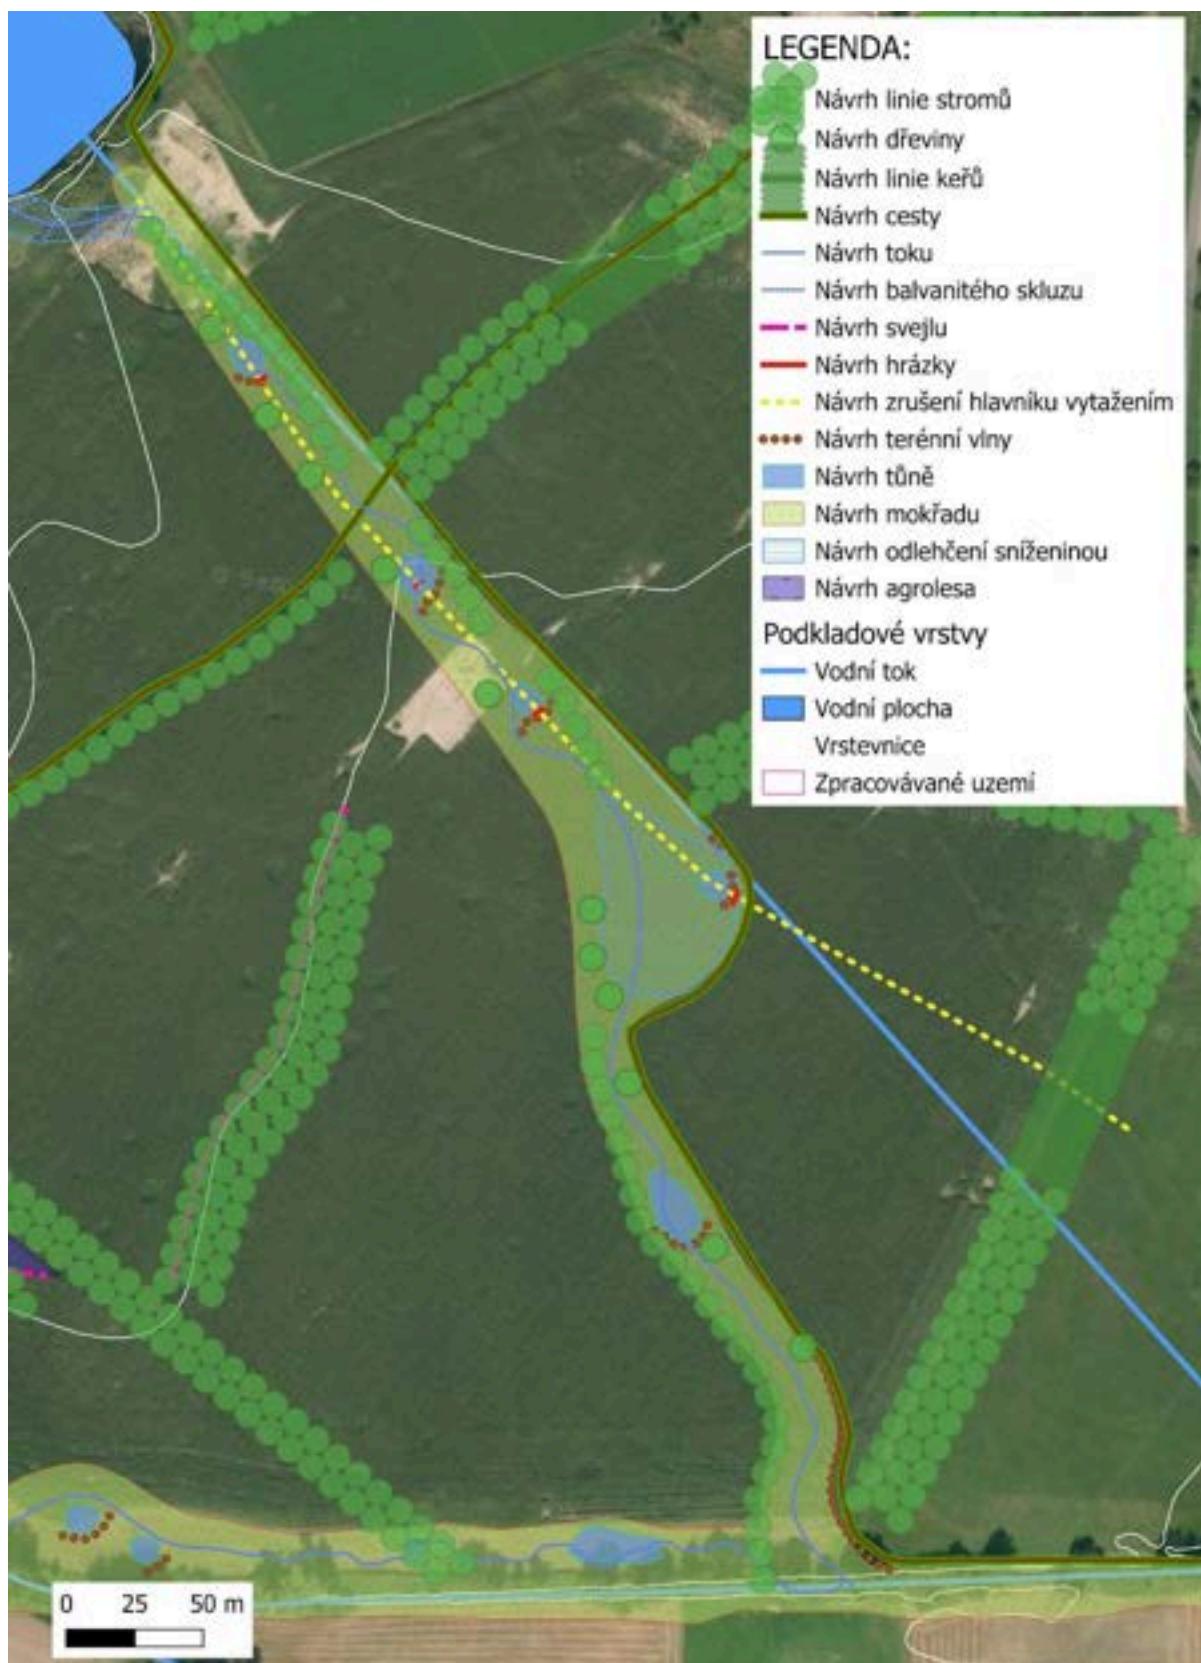 LEGENDA:
Návrh linie stromů
Návrh dřeviny
Návrh linie keřů
Návrh cesty
Návrh toku
Návrh balvanitého skluzu
Návrh svejlu
Návrh hrázky
Návrh zrušení hlavníku vytažením
Návrh terénní vlny
Návrh tůně
Návrh mokřadu
Návrh odlehčení sníženinou
Návrh agrolesa
Podkladové vrstvy
Vodní tok
Vodní plocha
Vrstevnice
Zpracovávané uzemí
0 25 50 m